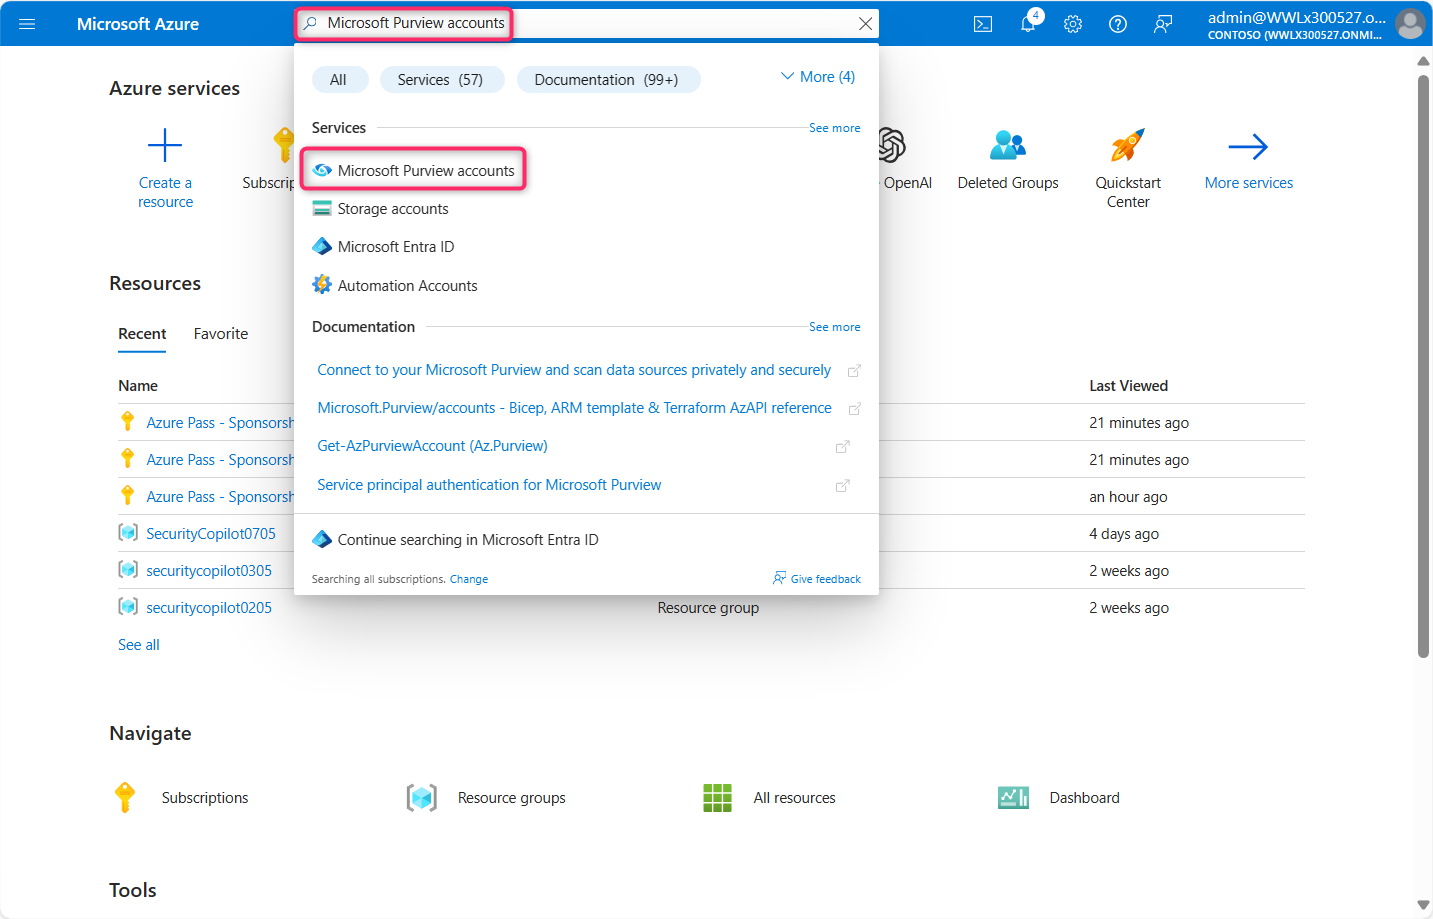 Microsoft Azure
Microsoft Purview accounts
4
admin@WWLx300527.o...
CONTOSO (WWLX300527.ONMI...
All
Services (57)
Documentation (99+)
More (4)
Services
See more
Microsoft Purview accounts
Storage accounts
Microsoft Entra ID
Automation Accounts
Documentation
See more
Connect to your Microsoft Purview and scan data sources privately and securely
Microsoft.Purview/accounts - Bicep, ARM template & Terraform AzAPI reference
Get-AzPurviewAccount (Az.Purview)
Service principal authentication for Microsoft Purview
Continue searching in Microsoft Entra ID
Searching all subscriptions. Change
Give feedback
Azure services
Create a
resource
Subscrip
OpenAI
Deleted Groups
Quickstart
Center
More services
Resources
Recent
Favorite
Name
Last Viewed
Azure Pass - Sponsorsh
21 minutes ago
Azure Pass - Sponsorsh
21 minutes ago
Azure Pass - Sponsorsh
an hour ago
SecurityCopilot0705
4 days ago
securitycopilot0305
2 weeks ago
securitycopilot0205
Resource group
2 weeks ago
See all
Navigate
Subscriptions
Resource groups
All resources
Dashboard
Tools